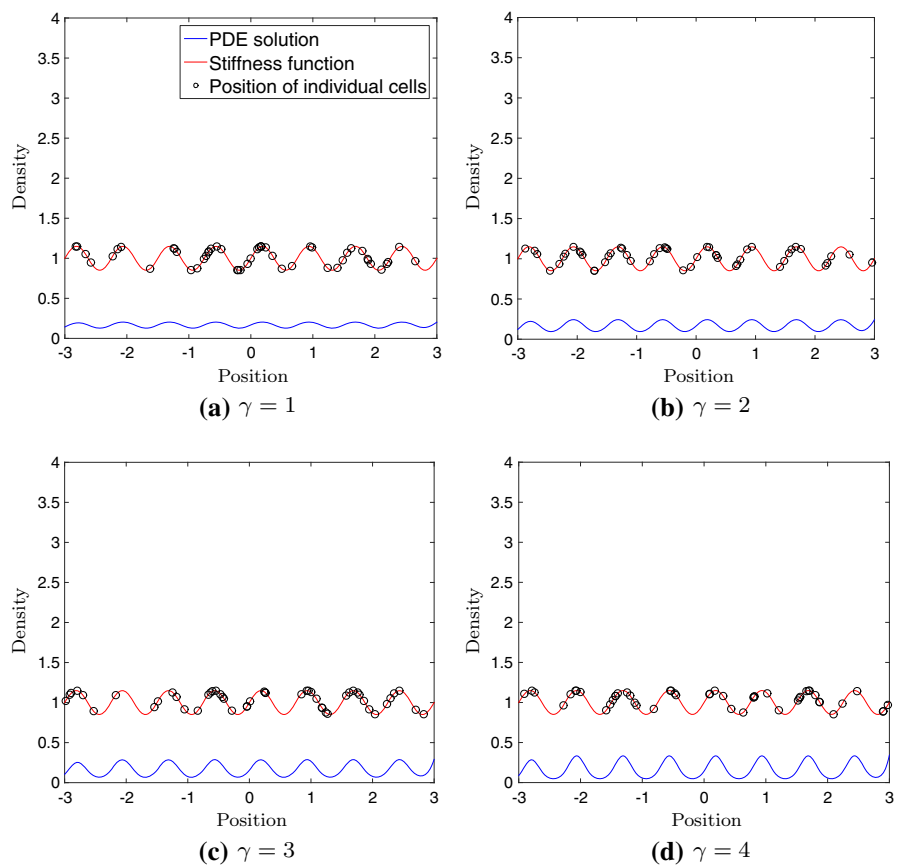 4
3.5
3
2.5
2
1.5
1
0.5
0
Density
-3 -2 -1 0 1 2 3
Position
PDE solution
Stiffness function
Position of individual cells
(a) γ = 1
4
3.5
3
2.5
2
1.5
1
0.5
0
Density
-3 -2 -1 0 1 2 3
Position
(b) γ = 2
4
3.5
3
2.5
2
1.5
1
0.5
0
Density
-3 -2 -1 0 1 2 3
Position
(c) γ = 3
4
3.5
3
2.5
2
1.5
1
0.5
0
Density
-3 -2 -1 0 1 2 3
Position
(d) γ = 4